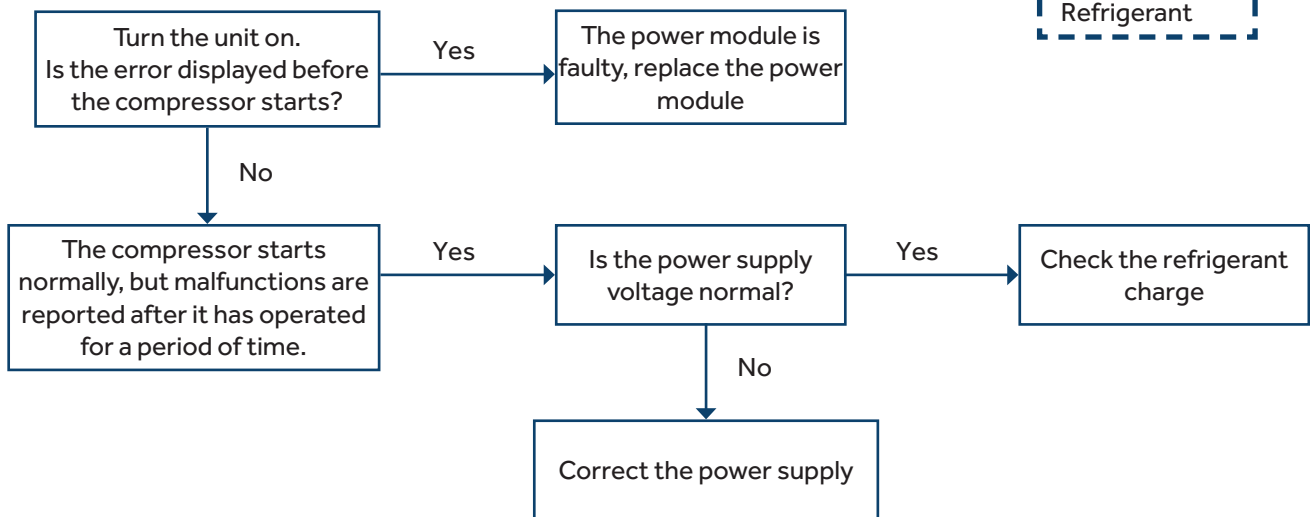 Refrigerant
Turn the unit on.
Is the error displayed before
the compressor starts?
Yes
The power module is
faulty, replace the power
module
No
The compressor starts
normally, but malfunctions are
reported after it has operated
for a period of time.
Yes
Is the power supply
voltage normal?
Yes
Check the refrigerant
charge
No
Correct the power supply